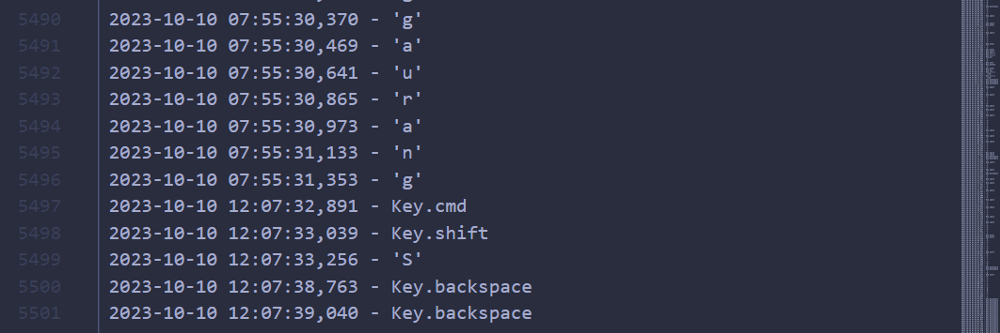 5490 2023-10-10 07:55:30,370 - 'g'
5491 2023-10-10 07:55:30,469 - 'a'
5492 2023-10-10 07:55:30,641 - 'u'
5493 2023-10-10 07:55:30,865 - 'r'
5494 2023-10-10 07:55:30,973 - 'a'
5495 2023-10-10 07:55:31,133 - 'n'
5496 2023-10-10 07:55:31,353 - 'g'
5497 2023-10-10 12:07:32,891 - Key.cmd
5498 2023-10-10 12:07:33,039 - Key.shift
5499 2023-10-10 12:07:33,256 - 'S'
5500 2023-10-10 12:07:38,763 - Key.backspace
5501 2023-10-10 12:07:39,040 - Key.backspace